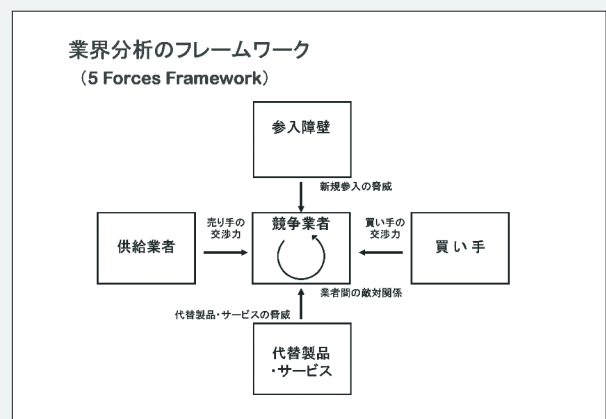 業界分析のフレームワーク
（5 Forces Framework）
参入障壁
新規参入の脅威
売り手の
交渉力
競争業者
買い手の
交渉力
供給業者
買い手
業者間の敵対関係
代替製品・サービスの脅威
代替製品
・サービス